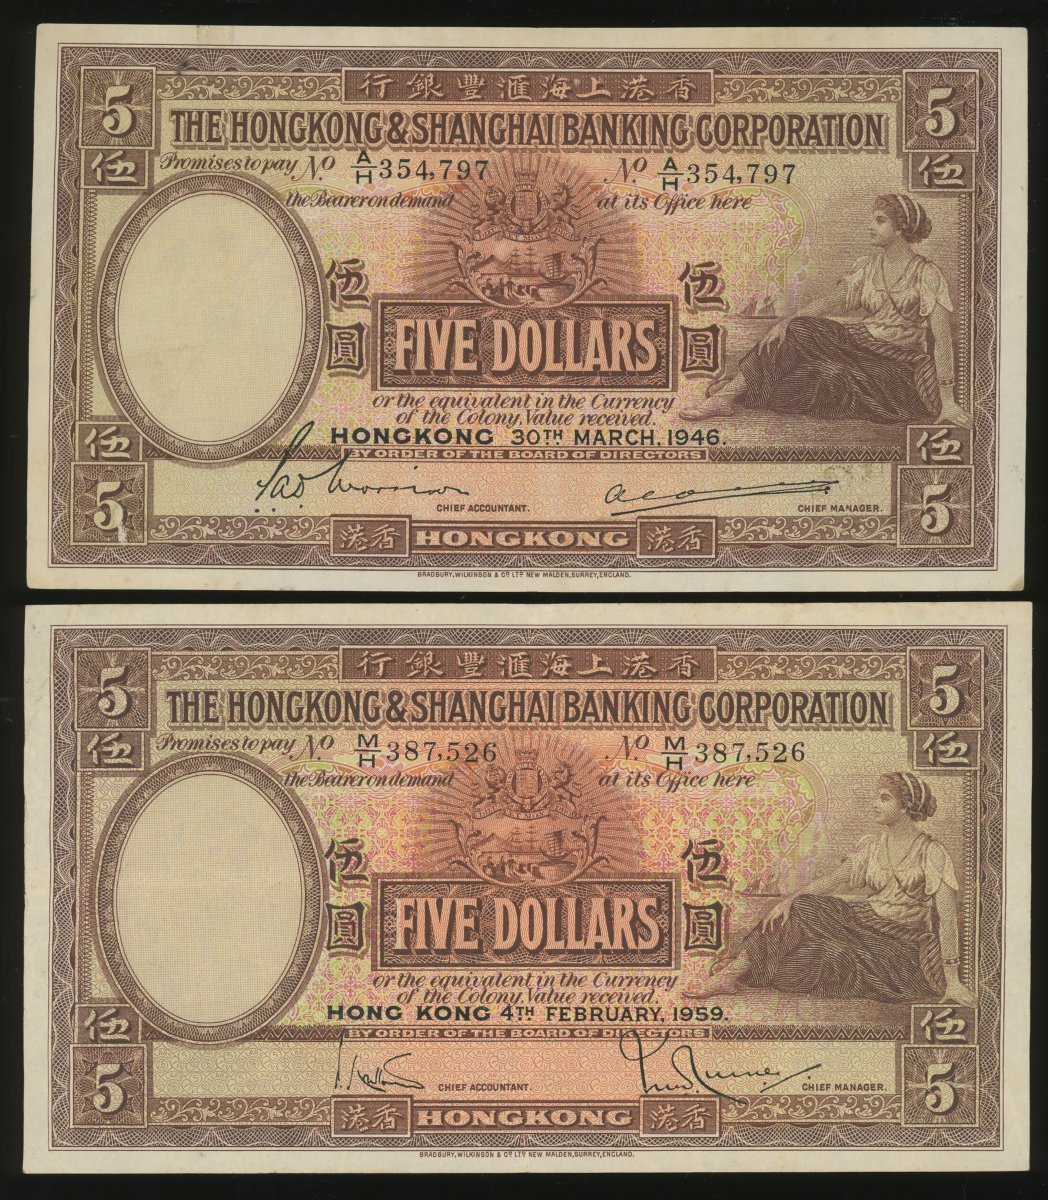 行銀豐滙海上港香
5 5
THE HONGKONG & SHANGHAI BANKING CORPORATION
伍 Promises to pay No A/H 354,797 No A/H 354,797 伍
the Bearer on demand at its Office here
伍圓 伍圓
FIVE DOLLARS
or the equivalent in the Currency
of the Colony, Value received.
HONGKONG 30TH MARCH, 1946.
伍 BY ORDER OF THE BOARD OF DIRECTORS 伍
5 CHIEF ACCOUNTANT. CHIEF MANAGER. 5
港香 HONGKONG 港香
BRADBURY, WILKINSON & Co LTD NEW MALDEN, SURREY, ENGLAND.
行銀豐滙海上港香
5 5
THE HONGKONG & SHANGHAI BANKING CORPORATION
伍 Promises to pay No M/H 387,526 No M/H 387,526 伍
the Bearer on demand at its Office here
伍圓 伍圓
FIVE DOLLARS
or the equivalent in the Currency
of the Colony, Value received.
HONG KONG 4TH FEBRUARY, 1959.
伍 BY ORDER OF THE BOARD OF DIRECTORS 伍
5 CHIEF ACCOUNTANT. CHIEF MANAGER. 5
港香 HONGKONG 港香
BRADBURY, WILKINSON & Co LTD NEW MALDEN, SURREY, ENGLAND.